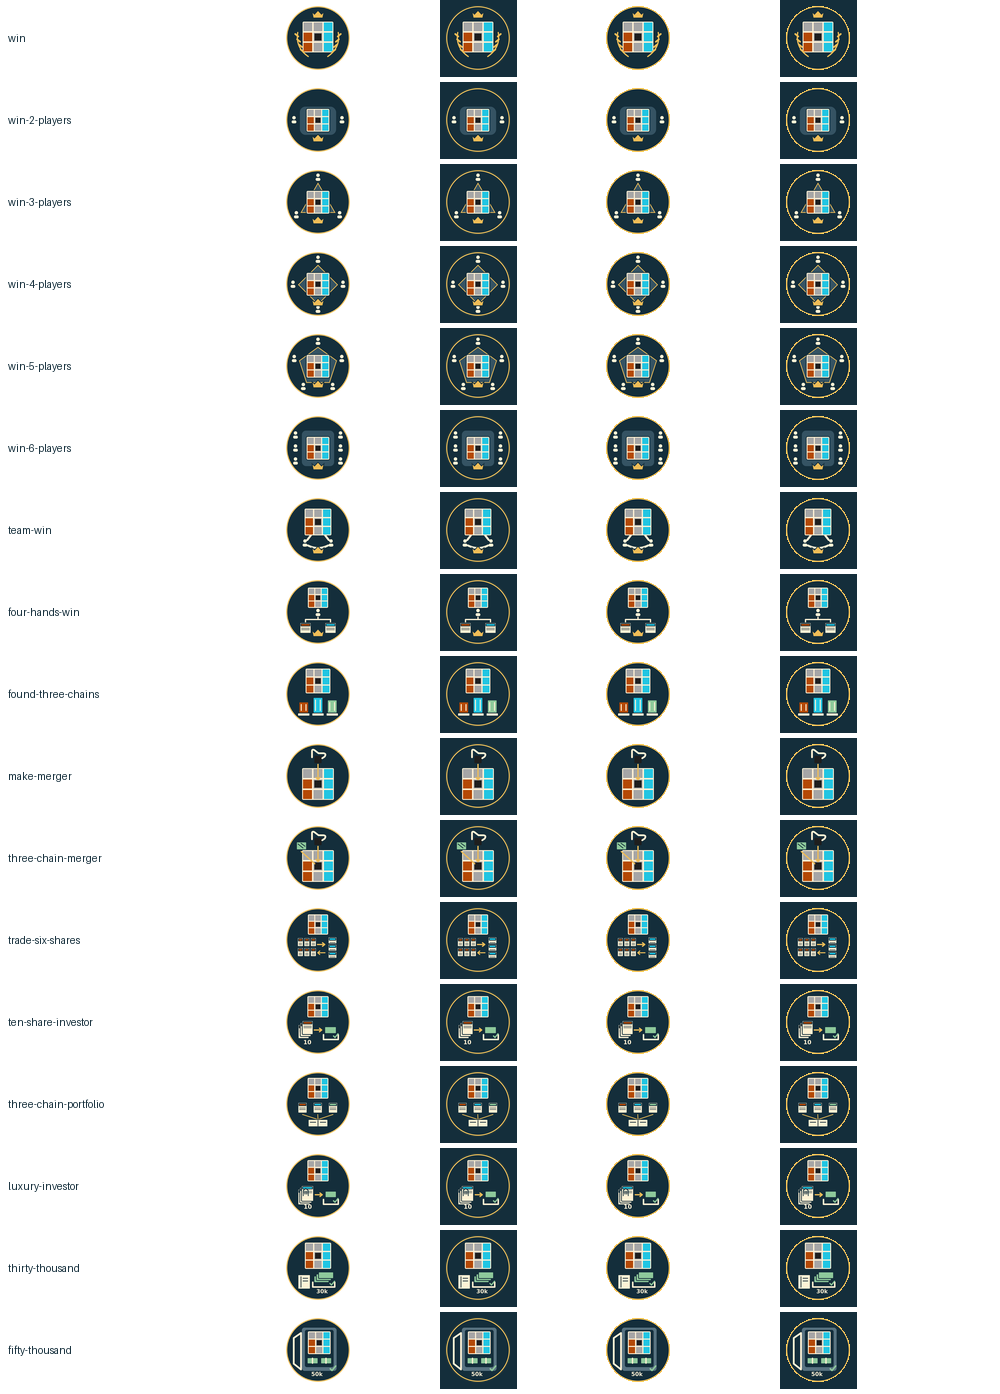 win
win-2-players
win-3-players
win-4-players
win-5-players
win-6-players
team-win
four-hands-win
found-three-chains
make-merger
three-chain-merger
trade-six-shares
ten-share-investor
10 10 10 10
three-chain-portfolio
luxury-investor
10 10 10 10
thirty-thousand
30k 30k 30k 30k
fifty-thousand
50k 50k 50k 50k